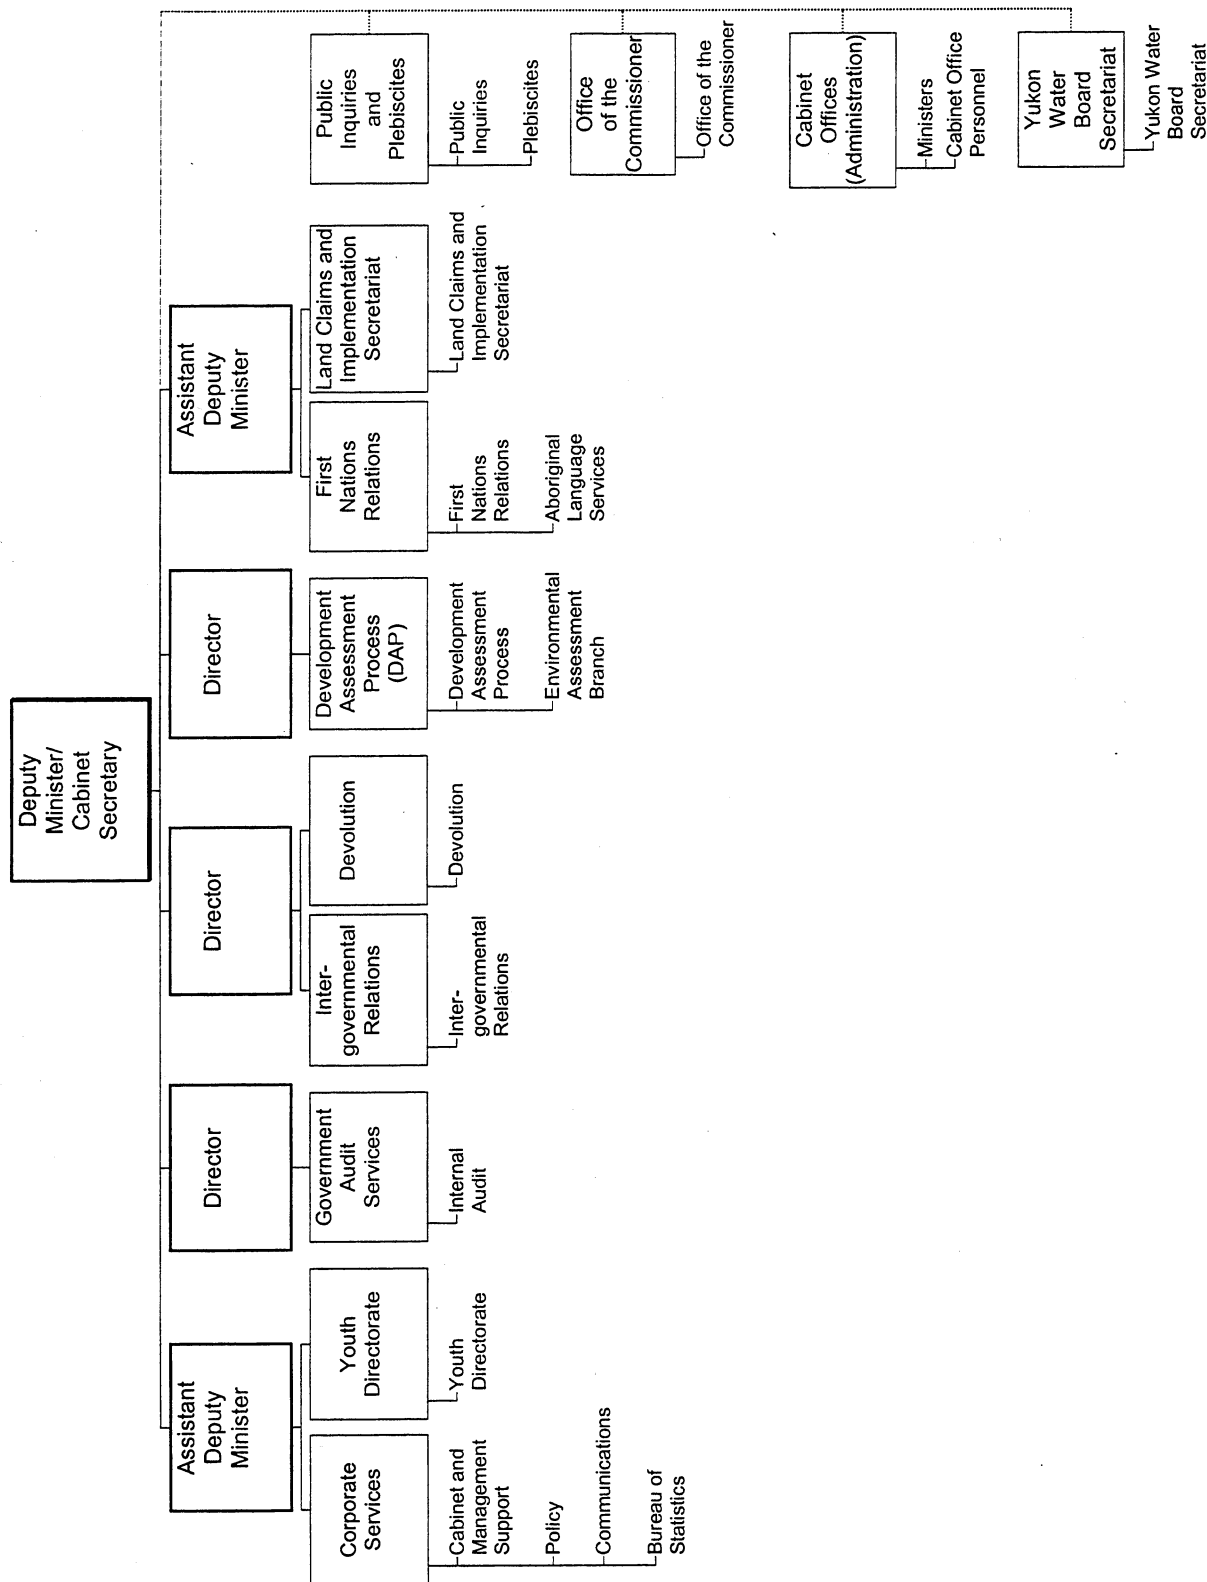 Deputy
Minister/
Cabinet
Secretary
Assistant
Deputy
Minister
Director
Director
Director
Assistant
Deputy
Minister
Corporate
Services
Cabinet and
Management
Support
Policy
Communications
Bureau of
Statistics
Youth
Directorate
Youth
Directorate
Government
Audit
Services
Internal
Audit
Inter-
governmental
Relations
Inter-
governmental
Relations
Devolution
Devolution
Development
Assessment
Process
(DAP)
Development
Assessment
Process
Environmental
Assessment
Branch
First
Nations
Relations
First
Nations
Relations
Aboriginal
Language
Services
Land Claims and
Implementation
Secretariat
Land Claims and
Implementation
Secretariat
Public
Inquiries
and
Plebiscites
Public
Inquiries
Plebiscites
Office
of the
Commissioner
Office of the
Commissioner
Cabinet
Offices
(Administration)
Ministers
Cabinet Office
Personnel
Yukon
Water
Board
Secretariat
Yukon Water
Board
Secretariat